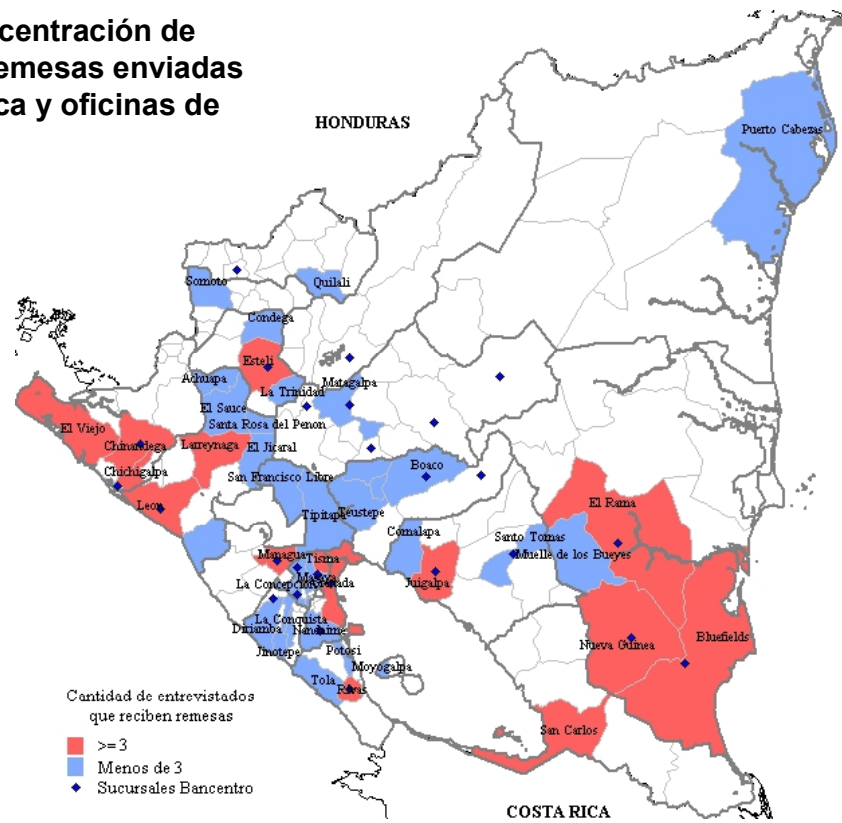 centración de
emesas enviadas
ca y oficinas de
HONDURAS
Puerto Cabezas
Somoto
Quilali
Condega
Esteli
Achuapa
La Trinidad
Matagalpa
El Sauce
Santa Rosa del Penon
El Viejo
Chinandega
Larreynaga
El Jicaral
Chichigalpa
San Francisco Libre
Boaco
Leon
Tipitapa
Teustepe
El Rama
Comalapa
Santo Tomas
Muelle de los Bueyes
Managua
Tisma
Juigalpa
La Concepcion
La Conquista
Diriamba
Nandaime
Nueva Guinea
Bluefields
Jinotepe
Potosi
Moyogalpa
Tola
Rivas
San Carlos
Cantidad de entrevistados
que reciben remesas
>=3
Menos de 3
Sucursales Bancentro
COSTA RICA